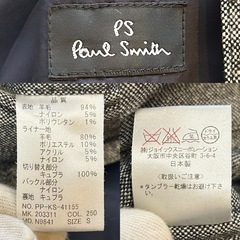 PS
Paul Smith
品質
表地 羊毛 94%
ナイロン 5%
ポリウレタン 1%
ライナー地
羊毛 80%
ポリエステル 10%
アクリル 5%
ナイロン 5%
切り替え部分
キュプラ 100%
バックル部分
ナイロン
裏地 キュプラ
NO. PP-KS-41155
MK. 203311 COL. 250
MD. N9841 SIZE S
㈱ジョイックスコーポレーション
大阪市中央区谷町 3-6-4
日本製
《取扱いご注意》
*タンブラー乾燥はお避け下さい。